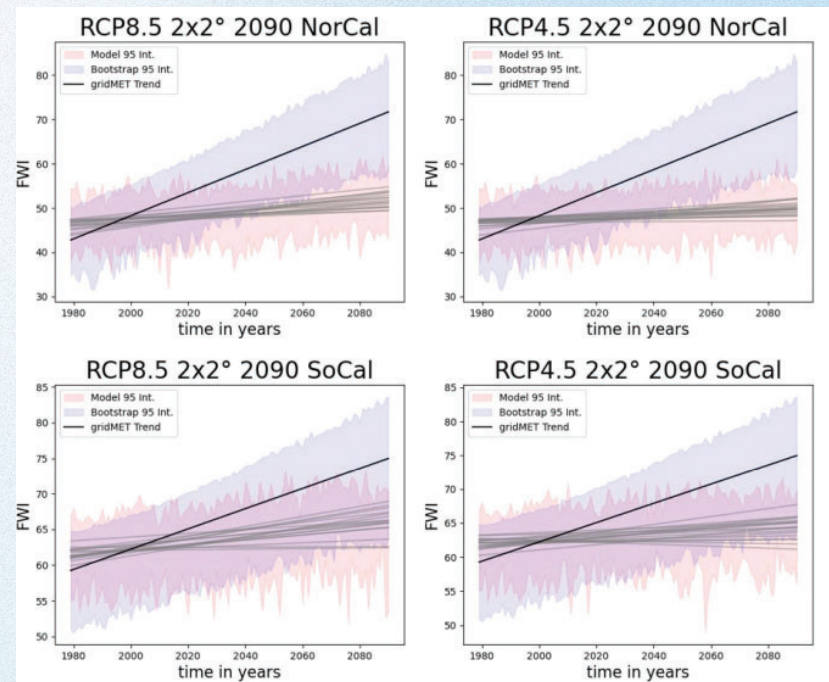 RCP8.5 2x2° 2090 NorCal
Model 95 Int.
Bootstrap 95 Int.
gridMET Trend
FWI
80
70
60
50
40
30
1980 2000 2020 2040 2060 2080
time in years
RCP4.5 2x2° 2090 NorCal
Model 95 Int.
Bootstrap 95 Int.
gridMET Trend
FWI
80
70
60
50
40
30
1980 2000 2020 2040 2060 2080
time in years
RCP8.5 2x2° 2090 SoCal
Model 95 Int.
Bootstrap 95 Int.
gridMET Trend
FWI
85
80
75
70
65
60
55
50
1980 2000 2020 2040 2060 2080
time in years
RCP4.5 2x2° 2090 SoCal
Model 95 Int.
Bootstrap 95 Int.
gridMET Trend
FWI
85
80
75
70
65
60
55
50
1980 2000 2020 2040 2060 2080
time in years